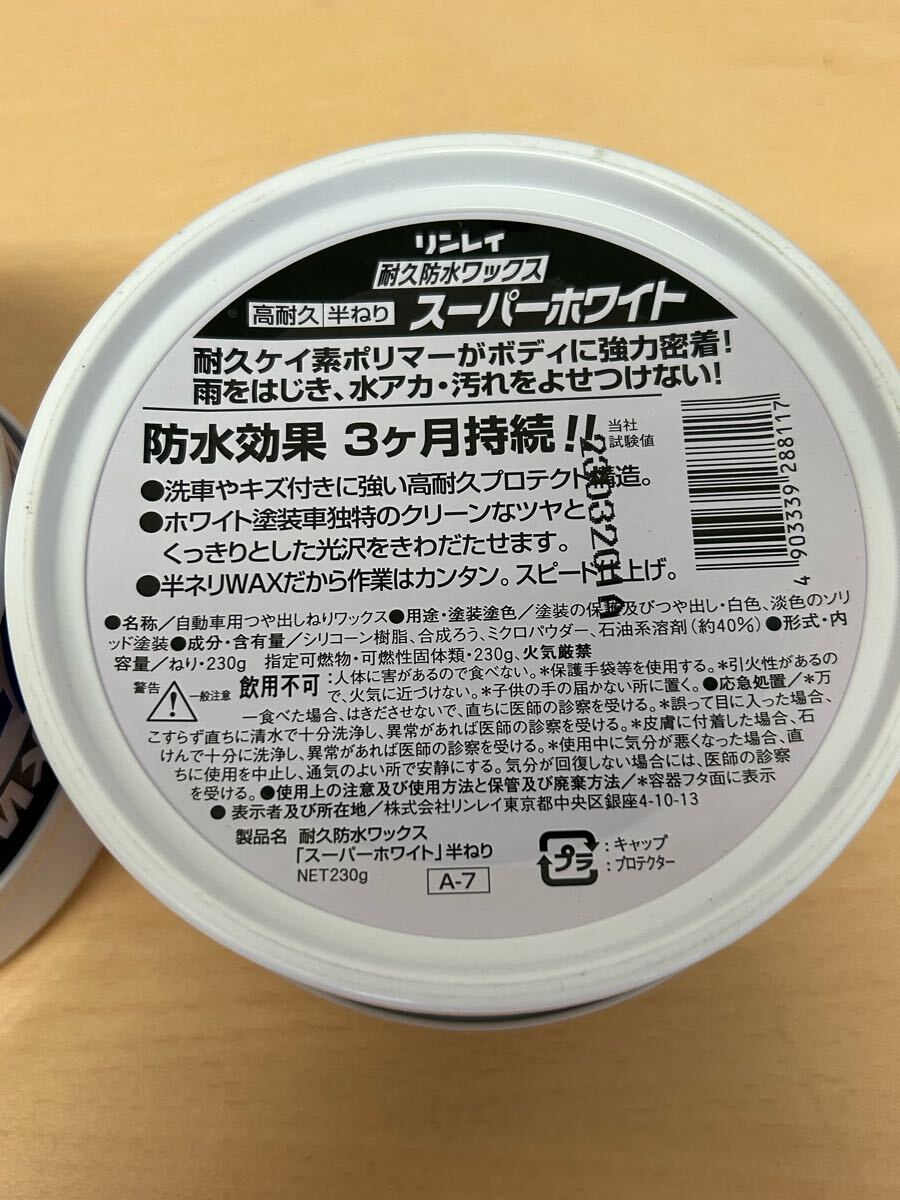 リンレイ
耐久防水ワックス
高耐久 半ねり スーパーホワイト
耐久ケイ素ポリマーがボディに強力密着!
雨をはじき、水アカ・汚れをよせつけない!
防水効果 3ヶ月持続!! 当社試験値
●洗車やキズ付きに強い高耐久プロテクト構造。
●ホワイト塗装車独特のクリーンなツヤと
くっきりとした光沢をきわだたせます。
●半ネリWAXだから作業はカンタン。スピード仕上げ。
4 903339 288117
●名称/自動車用つや出しねりワックス●用途・塗装塗色/塗装の保護及びつや出し・白色、淡色のソリ
ッド塗装●成分・含有量/シリコーン樹脂、合成ろう、ミクロパウダー、石油系溶剤(約40%)●形式・内
容量/ねり・230g 指定可燃物・可燃性固体類・230g、火気厳禁
警告 一般注意 飲用不可:人体に害があるので食べない。*保護手袋等を使用する。*引火性があるの
で、火気に近づけない。*子供の手の届かない所に置く。●応急処置/*万
一食べた場合、はきださせないで、直ちに医師の診察を受ける。*誤って目に入った場合、
こすらず直ちに清水で十分洗浄し、異常があれば医師の診察を受ける。*皮膚に付着した場合、石
けんで十分に洗浄し、異常があれば医師の診察を受ける。*使用中に気分が悪くなった場合、直
ちに使用を中止し、通気のよい所で安静にする。気分が回復しない場合には、医師の診察
を受ける。●使用上の注意及び使用方法と保管及び廃棄方法/*容器フタ面に表示
●表示者及び所在地/株式会社リンレイ東京都中央区銀座4-10-13
製品名 耐久防水ワックス
「スーパーホワイト」半ねり
NET230g A-7
プラ :キャップ
:プロテクター